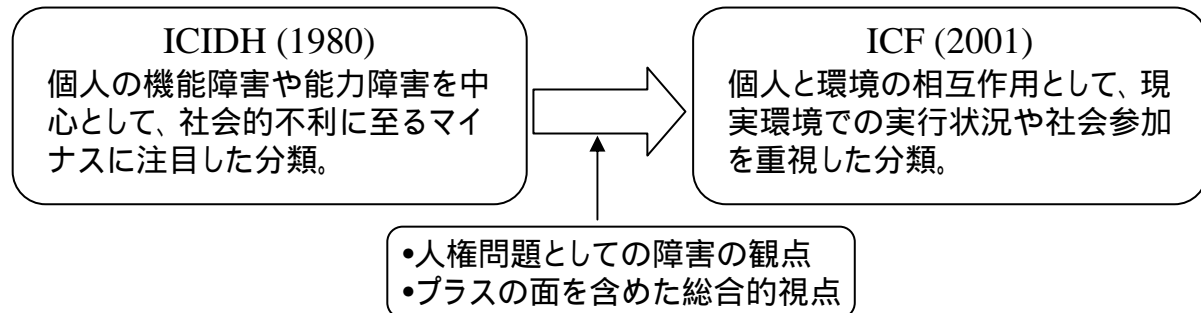 ICIDH (1980)
個人の機能障害や能力障害を中
心として、社会的不利に至るマイ
ナスに注目した分類。
ICF (2001)
個人と環境の相互作用として、現
実環境での実行状況や社会参加
を重視した分類。
•人権問題としての障害の観点
•プラスの面を含めた総合的視点